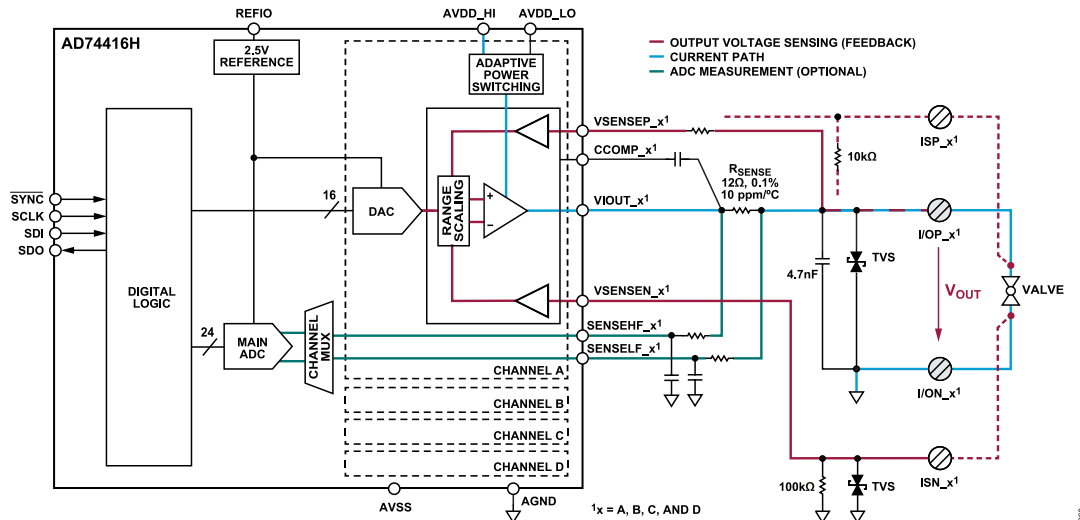 REFIO
AVDD_HI
AVDD_LO
AD74416H
2.5V
REFERENCE
ADAPTIVE
POWER
SWITCHING
OUTPUT VOLTAGE SENSING (FEEDBACK)
CURRENT PATH
ADC MEASUREMENT (OPTIONAL)
VSENSEP_x¹
ISP_x¹
CCOMP_x¹
10kΩ
RSENSE
12Ω, 0.1%
10 ppm/°C
SYNC
SCLK
SDI
SDO
16
DAC
RANGE
SCALING
+
−
VIOUT_x¹
I/OP_x¹
4.7nF
TVS
VOUT
VALVE
DIGITAL
LOGIC
VSENSEN_x¹
24
MAIN
ADC
CHANNEL
MUX
SENSEHF_x¹
SENSELF_x¹
CHANNEL A
I/ON_x¹
CHANNEL B
CHANNEL C
CHANNEL D
100kΩ
TVS
ISN_x¹
AVSS
AGND
¹x = A, B, C, AND D